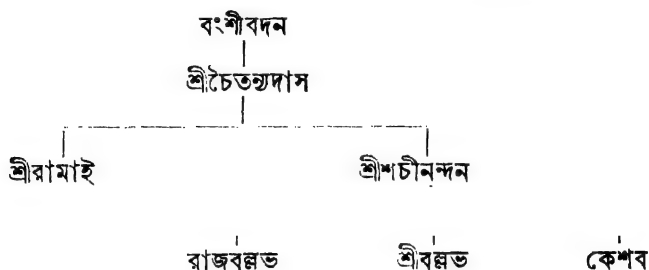 বংশীবদন
শ্রীচৈতন্যদাস
শ্রীরামাই শ্রীশচীনন্দন
রাজবল্লভ শ্রীবল্লভ কেশব